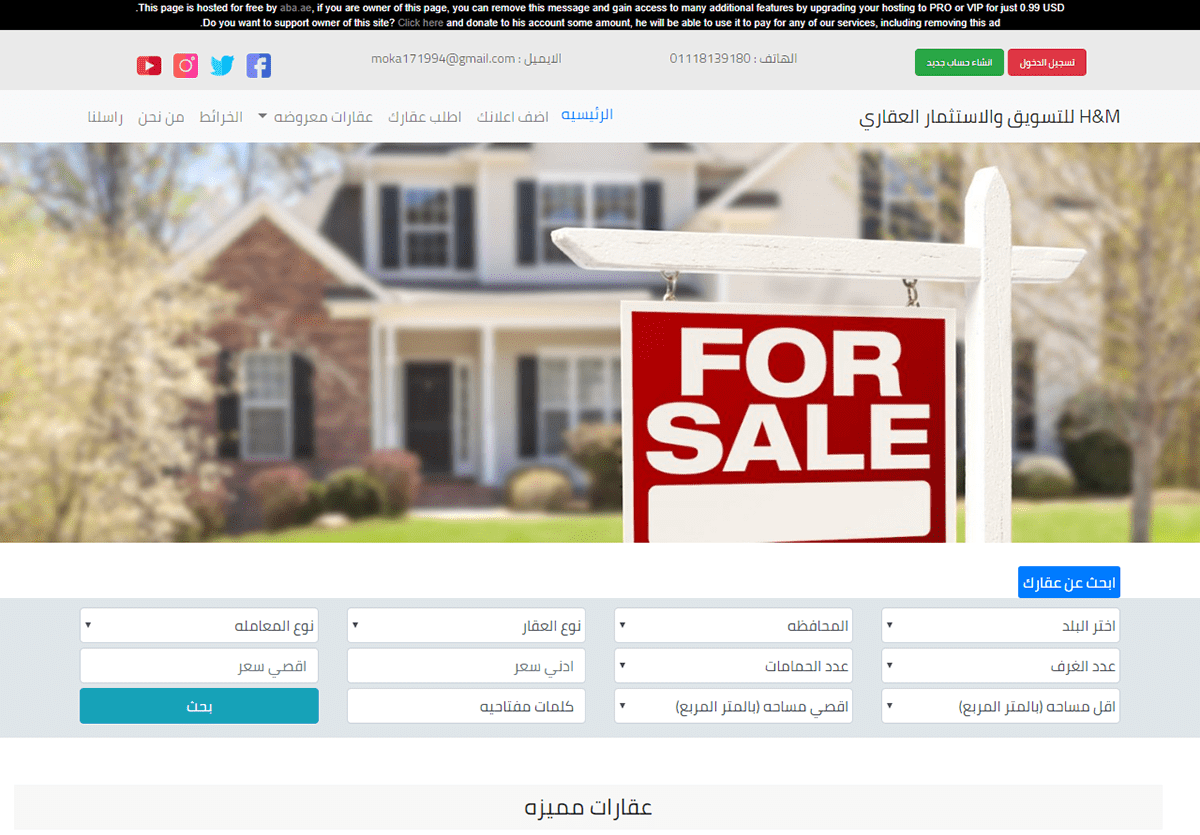 .This page is hosted for free by aba.ae, if you are owner of this page, you can remove this message and gain access to many additional features by upgrading your hosting to PRO or VIP for just 0.99 USD
.Do you want to support owner of this site? Click here and donate to his account some amount, he will be able to use it to pay for any of our services, including removing this ad
تسجيل الدخول انشاء حساب جديد
الهاتف : 01118139180
الايميل : moka171994@gmail.com
H&M للتسويق والاستثمار العقاري
الرئيسيه اضف اعلانك اطلب عقارك عقارات معروضه الخرائط من نحن راسلنا
FOR
SALE
ابحث عن عقارك
اختر البلد المحافظه نوع العقار نوع المعامله
عدد الغرف عدد الحمامات ادني سعر اقصي سعر
اقل مساحه (بالمتر المربع) اقصي مساحه (بالمتر المربع) كلمات مفتاحيه بحث
عقارات مميزه